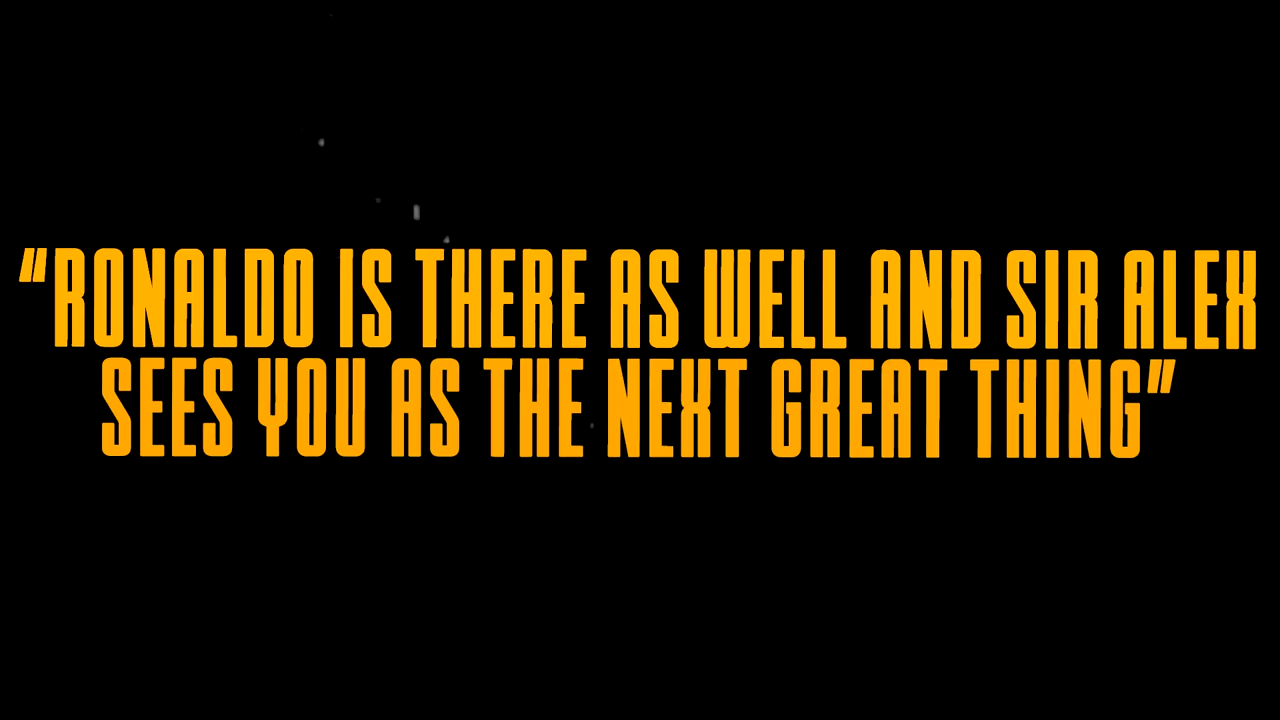 "RONALDO IS THERE AS WELL AND SIR ALEX
SEES YOU AS THE NEXT GREAT THING"